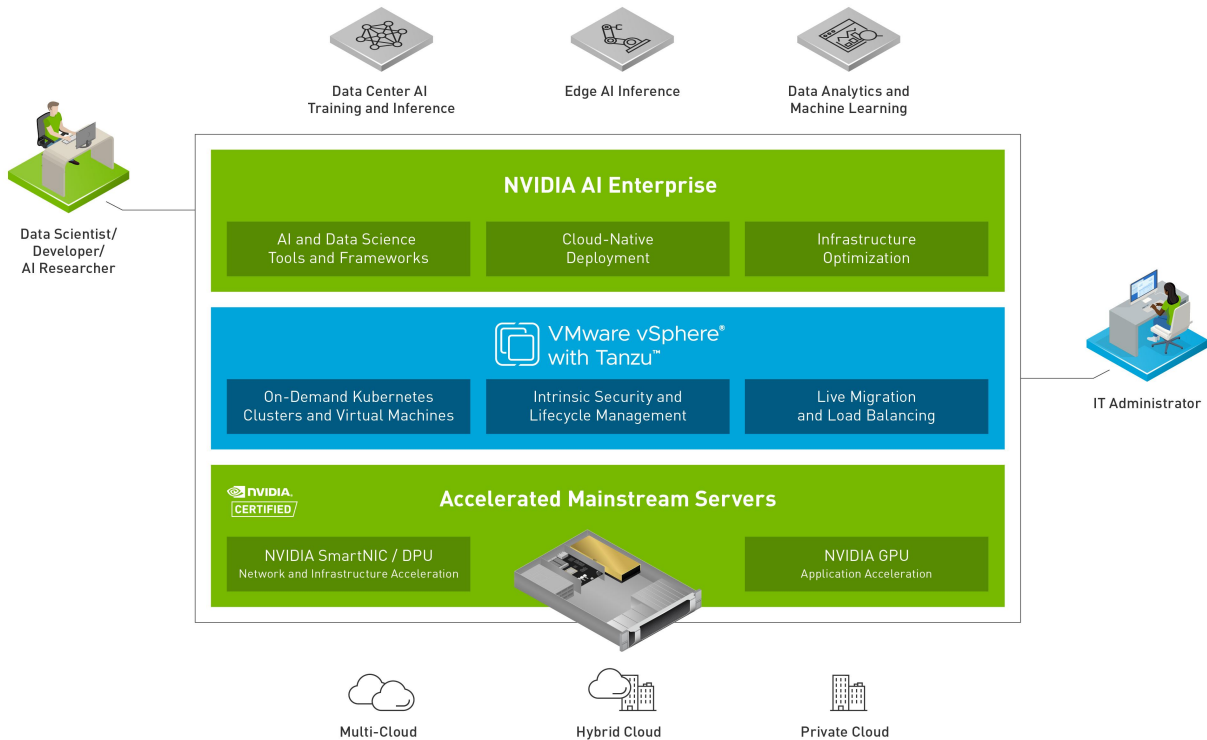 Data Center AI
Training and Inference
Edge AI Inference
Data Analytics and
Machine Learning
Data Scientist/
Developer/
AI Researcher
NVIDIA AI Enterprise
AI and Data Science
Tools and Frameworks
Cloud-Native
Deployment
Infrastructure
Optimization
VMware vSphere®
with Tanzu™
On-Demand Kubernetes
Clusters and Virtual Machines
Intrinsic Security and
Lifecycle Management
Live Migration
and Load Balancing
IT Administrator
NVIDIA.
CERTIFIED
Accelerated Mainstream Servers
NVIDIA SmartNIC / DPU
Network and Infrastructure Acceleration
NVIDIA GPU
Application Acceleration
Multi-Cloud
Hybrid Cloud
Private Cloud